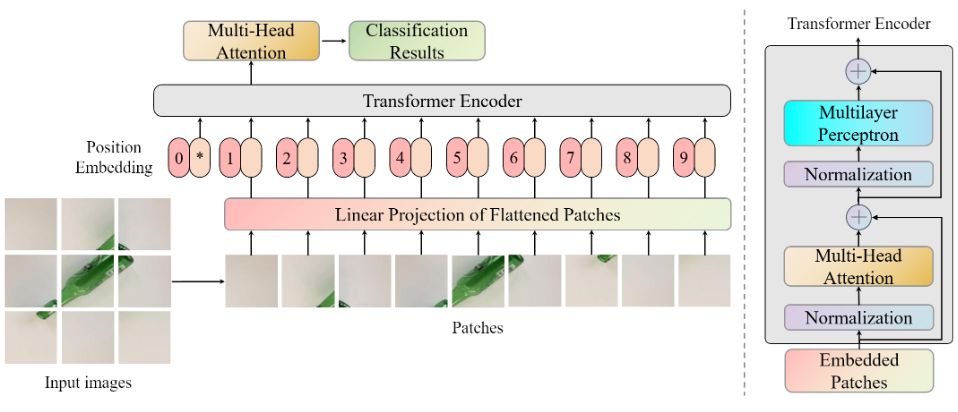 Multi-Head
Attention
Classification
Results
Transformer Encoder
Position
Embedding
0 * 1 2 3 4 5 6 7 8 9
Linear Projection of Flattened Patches
Patches
Input images
Transformer Encoder
+
Multilayer
Perceptron
Normalization
+
Multi-Head
Attention
Normalization
Embedded
Patches